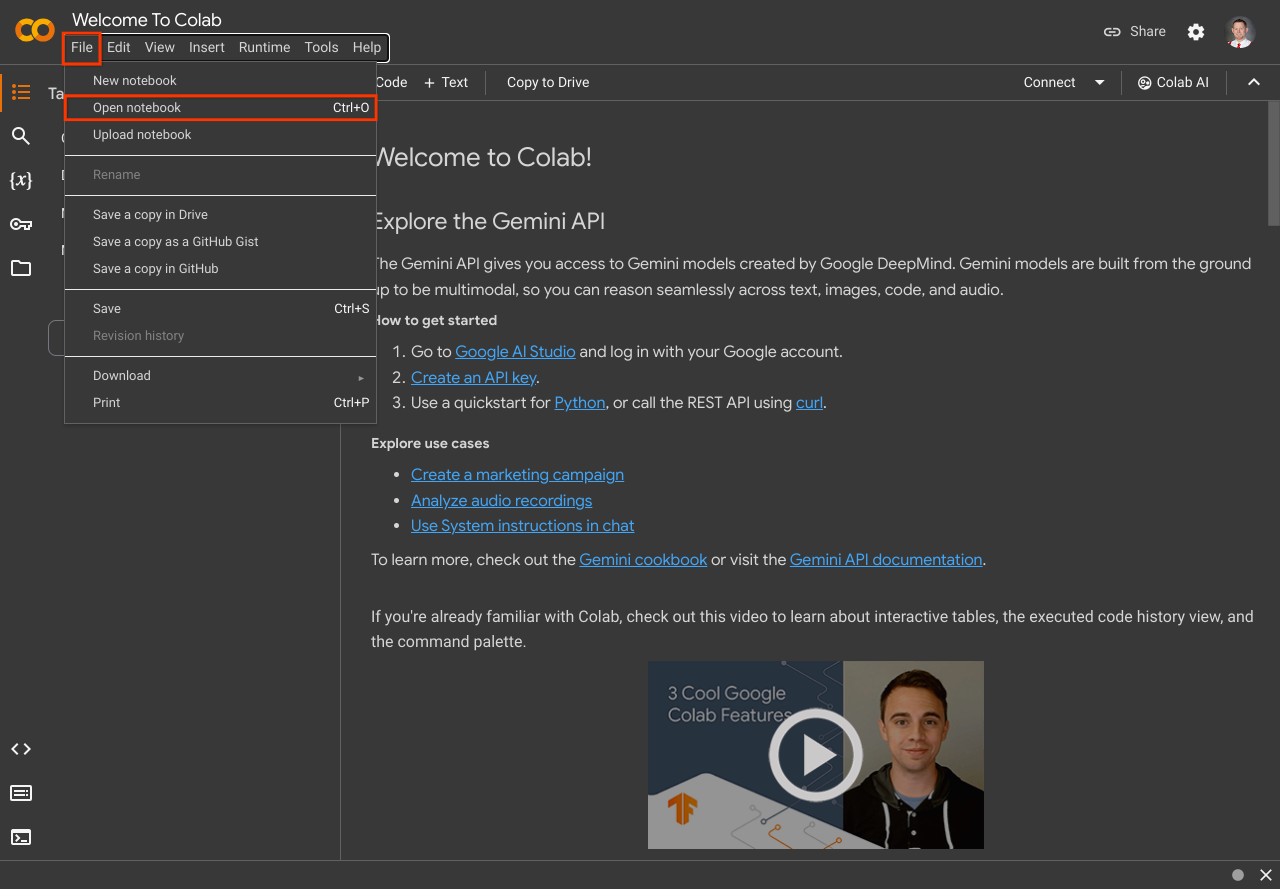 Welcome To Colab
File Edit View Insert Runtime Tools Help
Share
New notebook
Open notebook Ctrl+O
Upload notebook
Rename
Save a copy in Drive
Save a copy as a GitHub Gist
Save a copy in GitHub
Save Ctrl+S
Revision history
Download
Print Ctrl+P
Ta
{x}
Code + Text Copy to Drive
Connect
Colab AI
Welcome to Colab!
Explore the Gemini API
The Gemini API gives you access to Gemini models created by Google DeepMind. Gemini models are built from the ground
up to be multimodal, so you can reason seamlessly across text, images, code, and audio.
How to get started
1. Go to Google AI Studio and log in with your Google account.
2. Create an API key.
3. Use a quickstart for Python, or call the REST API using curl.
Explore use cases
• Create a marketing campaign
• Analyze audio recordings
• Use System instructions in chat
To learn more, check out the Gemini cookbook or visit the Gemini API documentation.
If you're already familiar with Colab, check out this video to learn about interactive tables, the executed code history view, and
the command palette.
3 Cool Google
Colab Features